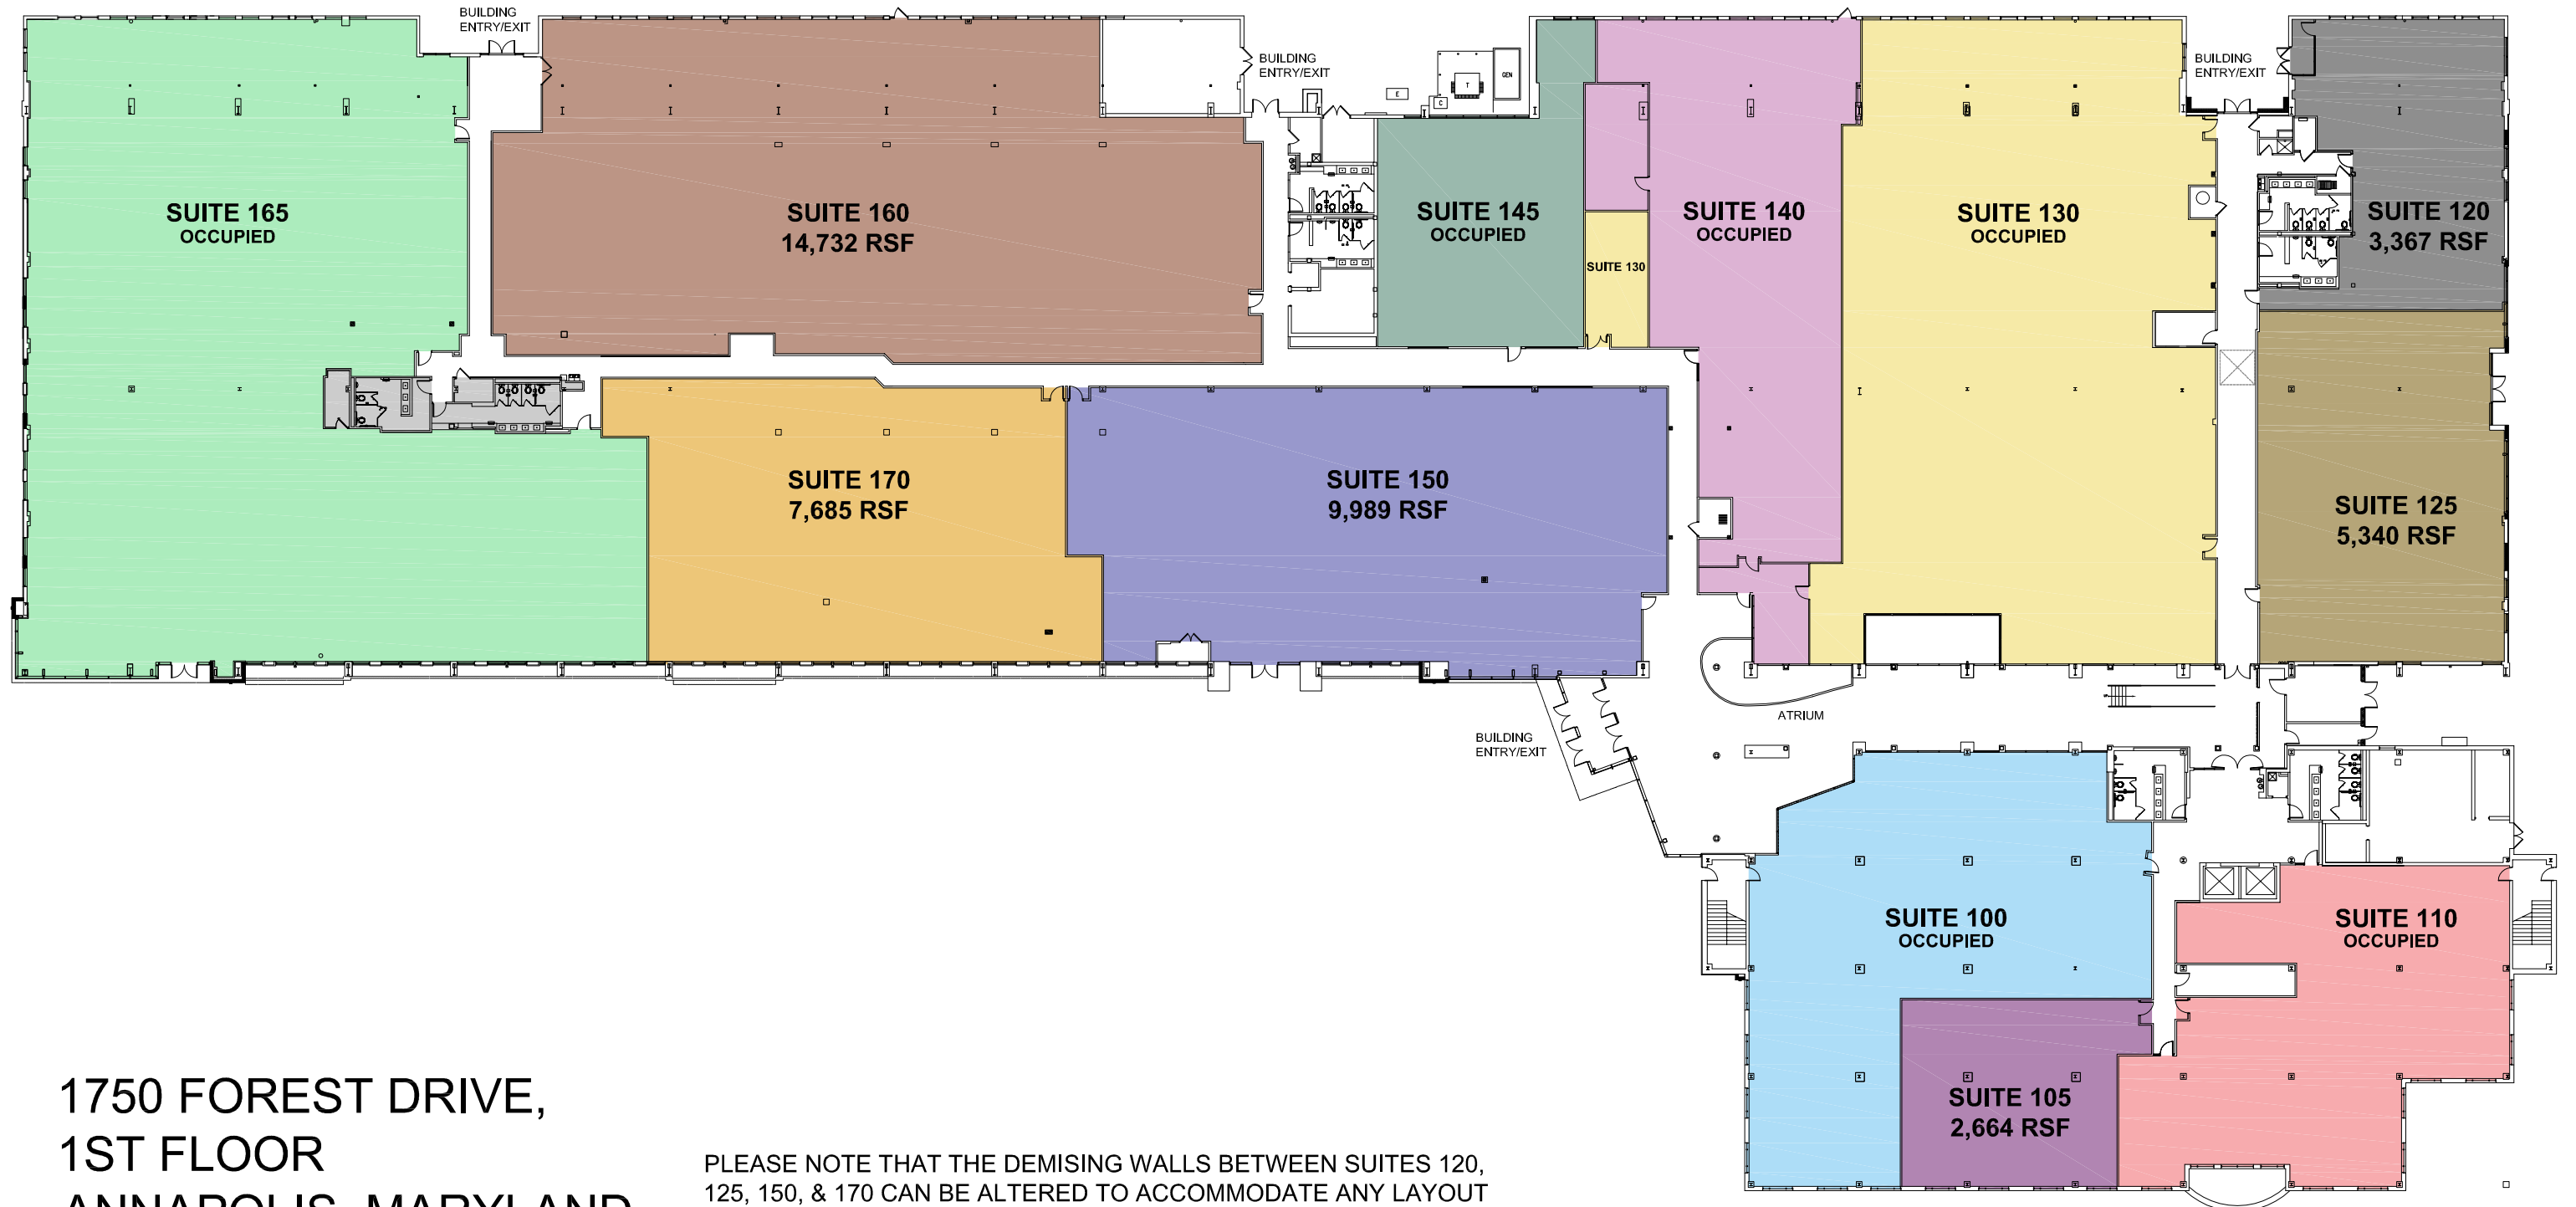 BUILDING
ENTRY/EXIT
BUILDING
ENTRY/EXIT
BUILDING
ENTRY/EXIT
GEN
T
E
C
SUITE 165
OCCUPIED
SUITE 160
14,732 RSF
SUITE 145
OCCUPIED
SUITE 140
OCCUPIED
SUITE 130
OCCUPIED
SUITE 120
3,367 RSF
SUITE 130
SUITE 170
7,685 RSF
SUITE 150
9,989 RSF
SUITE 125
5,340 RSF
ATRIUM
BUILDING
ENTRY/EXIT
SUITE 100
OCCUPIED
SUITE 110
OCCUPIED
SUITE 105
2,664 RSF
1750 FOREST DRIVE,
1ST FLOOR
ANNAPOLIS, MARYLAND
PLEASE NOTE THAT THE DEMISING WALLS BETWEEN SUITES 120,
125, 150, & 170 CAN BE ALTERED TO ACCOMMODATE ANY LAYOUT